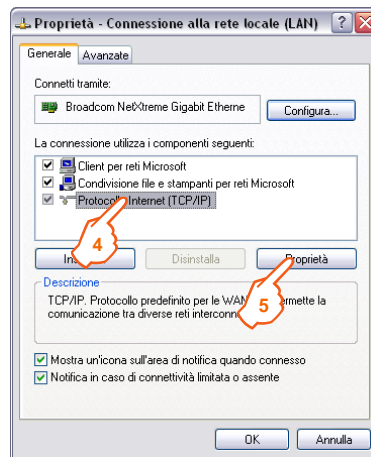 Proprietà - Connessione alla rete locale (LAN)
Generale Avanzate
Connetti tramite:
Broadcom NetXtreme Gigabit Etherne Configura...
La connessione utilizza i componenti seguenti:
Client per reti Microsoft
Condivisione file e stampanti per reti Microsoft
Protocollo Internet (TCP/IP)
4
Disinstalla Proprietà
5
Descrizione
TCP/IP. Protocollo predefinito per le WAN
comunicazione tra diverse reti
Mostra un'icona sull'area di notifica quando connesso
Notifica in caso di connettività limitata o assente
OK Annulla